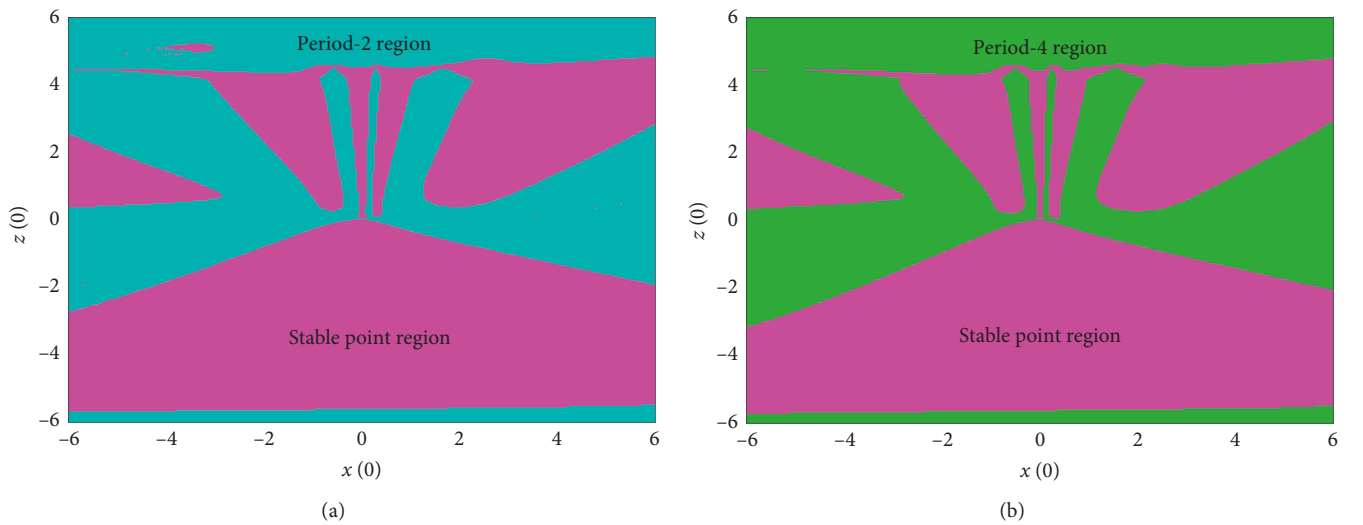 6
4
2
0
–2
–4
–6
z (0)
–6
–4
–2
0
2
4
6
x (0)
Period-2 region
Stable point region
(a)
6
4
2
0
–2
–4
–6
z (0)
–6
–4
–2
0
2
4
6
x (0)
Period-4 region
Stable point region
(b)